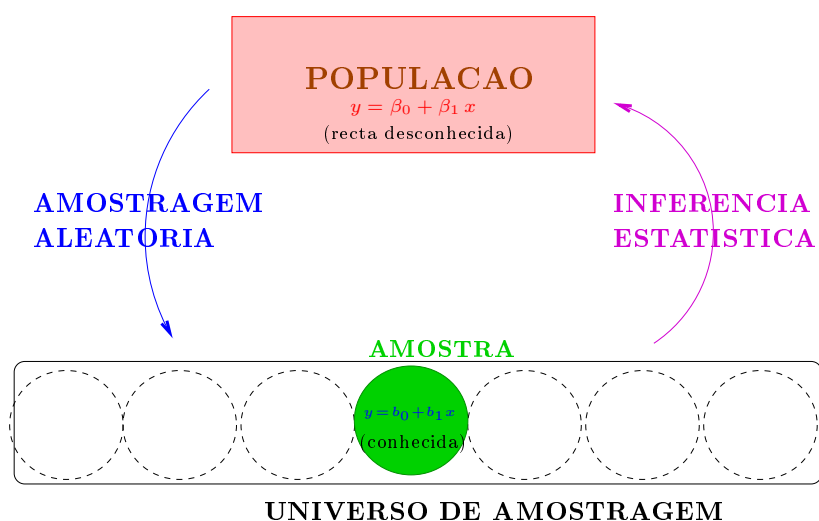 POPULACAO
y = β₀ + β₁ x
(recta desconhecida)
AMOSTRAGEM
ALEATORIA
INFERENCIA
ESTATISTICA
AMOSTRA
y = b₀ + b₁ x
(conhecida)
UNIVERSO DE AMOSTRAGEM